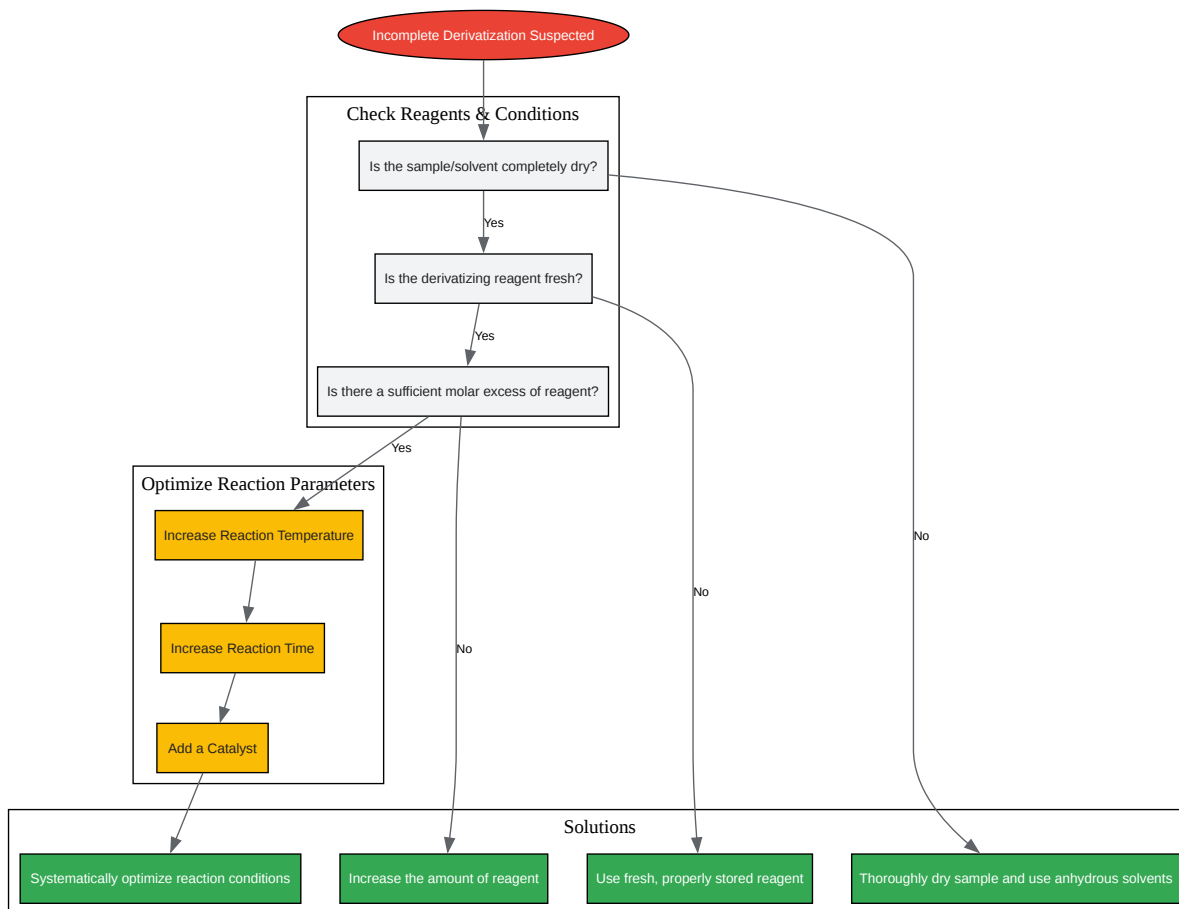 Incomplete Derivatization Suspected
Check Reagents & Conditions
Is the sample/solvent completely dry?
Yes
Is the derivatizing reagent fresh?
Yes
Is there a sufficient molar excess of reagent?
Yes
Optimize Reaction Parameters
Increase Reaction Temperature
No
No
Increase Reaction Time
No
Add a Catalyst
Solutions
Systematically optimize reaction conditions
Increase the amount of reagent
Use fresh, properly stored reagent
Thoroughly dry sample and use anhydrous solvents